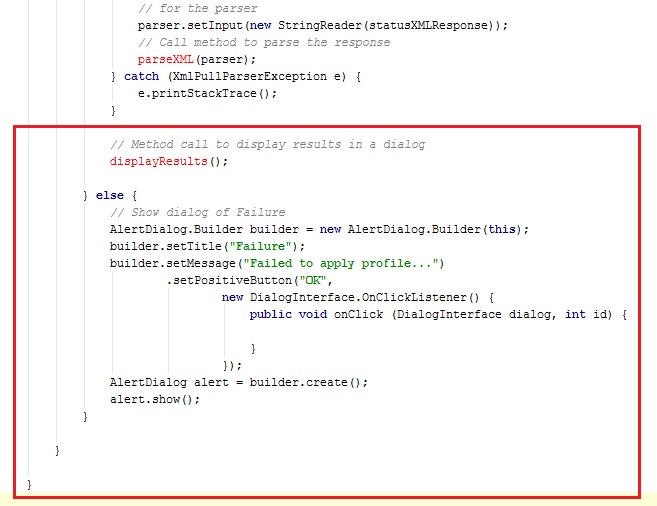 // for the parser
parser.setInput(new StringReader(statusXMLResponse));
// Call method to parse the response
parseXML(parser);
} catch (XmlPullParserException e) {
e.printStackTrace();
}
// Method call to display results in a dialog
displayResults();
} else {
// Show dialog of Failure
AlertDialog.Builder builder = new AlertDialog.Builder(this);
builder.setTitle("Failure");
builder.setMessage("Failed to apply profile...")
.setPositiveButton("OK",
new DialogInterface.OnClickListener() {
public void onClick (DialogInterface dialog, int id) {
}
});
AlertDialog alert = builder.create();
alert.show();
}
}
}